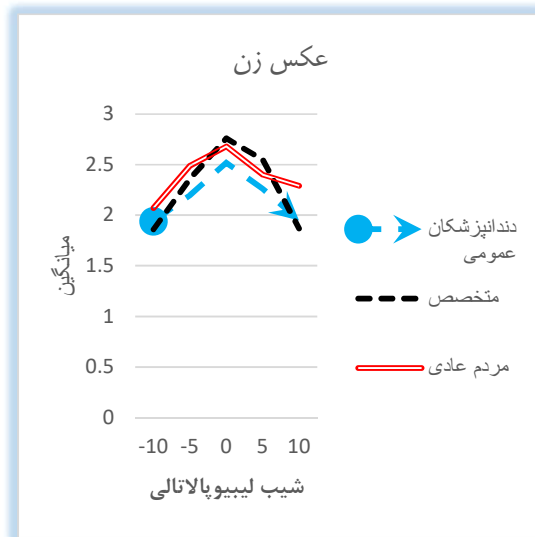 عکس زن
3
2.5
2
1.5
1
0.5
0
-10 -5 0 5 10
میانگین
شیب لیبیوپالاتالی
دندانپزشکان
عمومی
متخصص
مردم عادی